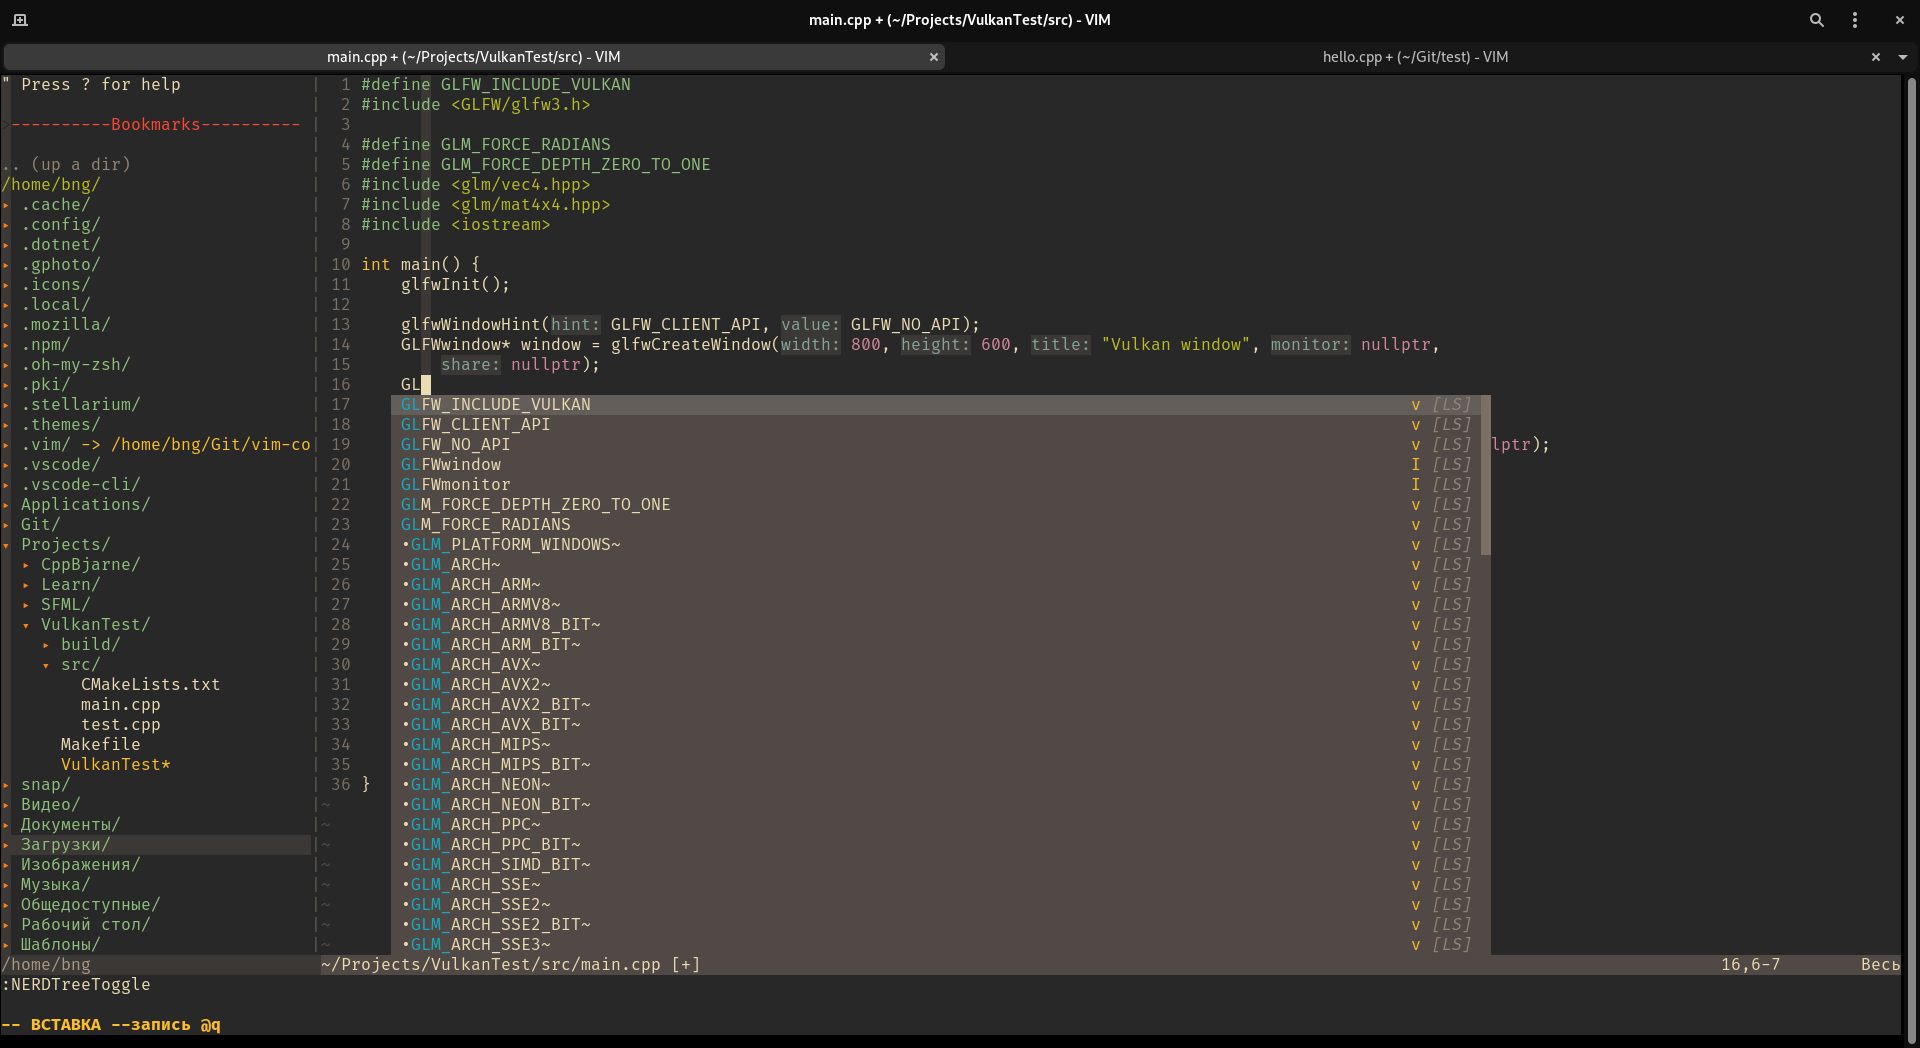 main.cpp + (~/Projects/VulkanTest/src) - VIM
main.cpp + (~/Projects/VulkanTest/src) - VIM
hello.cpp + (~/Git/test) - VIM
" Press ? for help
>----------Bookmarks----------
.. (up a dir)
/home/bng/
▸ .cache/
▸ .config/
▸ .dotnet/
▸ .gphoto/
▸ .icons/
▸ .local/
▸ .mozilla/
▸ .npm/
▸ .oh-my-zsh/
▸ .pki/
▸ .stellarium/
▸ .themes/
▸ .vim/ -> /home/bng/Git/vim-co
▸ .vscode/
▸ .vscode-cli/
▸ Applications/
▸ Git/
▾ Projects/
▸ CppBjarne/
▸ Learn/
▸ SFML/
▾ VulkanTest/
▸ build/
▾ src/
CMakeLists.txt
main.cpp
test.cpp
Makefile
VulkanTest*
▸ snap/
▸ Видео/
▸ Документы/
▸ Загрузки/
▸ Изображения/
▸ Музыка/
▸ Общедоступные/
▸ Рабочий стол/
▸ Шаблоны/
1 #define GLFW_INCLUDE_VULKAN
2 #include <GLFW/glfw3.h>
3
4 #define GLM_FORCE_RADIANS
5 #define GLM_FORCE_DEPTH_ZERO_TO_ONE
6 #include <glm/vec4.hpp>
7 #include <glm/mat4x4.hpp>
8 #include <iostream>
9
10 int main() {
11 glfwInit();
12
13 glfwWindowHint(hint: GLFW_CLIENT_API, value: GLFW_NO_API);
14 GLFWwindow* window = glfwCreateWindow(width: 800, height: 600, title: "Vulkan window", monitor: nullptr,
15 share: nullptr);
16 GL
17 GLFW_INCLUDE_VULKAN v [LS]
18 GLFW_CLIENT_API v [LS]
19 GLFW_NO_API v [LS] lptr);
20 GLFWwindow I [LS]
21 GLFWmonitor I [LS]
22 GLM_FORCE_DEPTH_ZERO_TO_ONE v [LS]
23 GLM_FORCE_RADIANS v [LS]
24 •GLM_PLATFORM_WINDOWS~ v [LS]
25 •GLM_ARCH~ v [LS]
26 •GLM_ARCH_ARM~ v [LS]
27 •GLM_ARCH_ARMV8~ v [LS]
28 •GLM_ARCH_ARMV8_BIT~ v [LS]
29 •GLM_ARCH_ARM_BIT~ v [LS]
30 •GLM_ARCH_AVX~ v [LS]
31 •GLM_ARCH_AVX2~ v [LS]
32 •GLM_ARCH_AVX2_BIT~ v [LS]
33 •GLM_ARCH_AVX_BIT~ v [LS]
34 •GLM_ARCH_MIPS~ v [LS]
35 •GLM_ARCH_MIPS_BIT~ v [LS]
36 } •GLM_ARCH_NEON~ v [LS]
~ •GLM_ARCH_NEON_BIT~ v [LS]
~ •GLM_ARCH_PPC~ v [LS]
~ •GLM_ARCH_PPC_BIT~ v [LS]
~ •GLM_ARCH_SIMD_BIT~ v [LS]
~ •GLM_ARCH_SSE~ v [LS]
~ •GLM_ARCH_SSE2~ v [LS]
~ •GLM_ARCH_SSE2_BIT~ v [LS]
~ •GLM_ARCH_SSE3~ v [LS]
/home/bng ~/Projects/VulkanTest/src/main.cpp [+] 16,6-7 Весь
:NERDTreeToggle
-- ВСТАВКА --запись @q